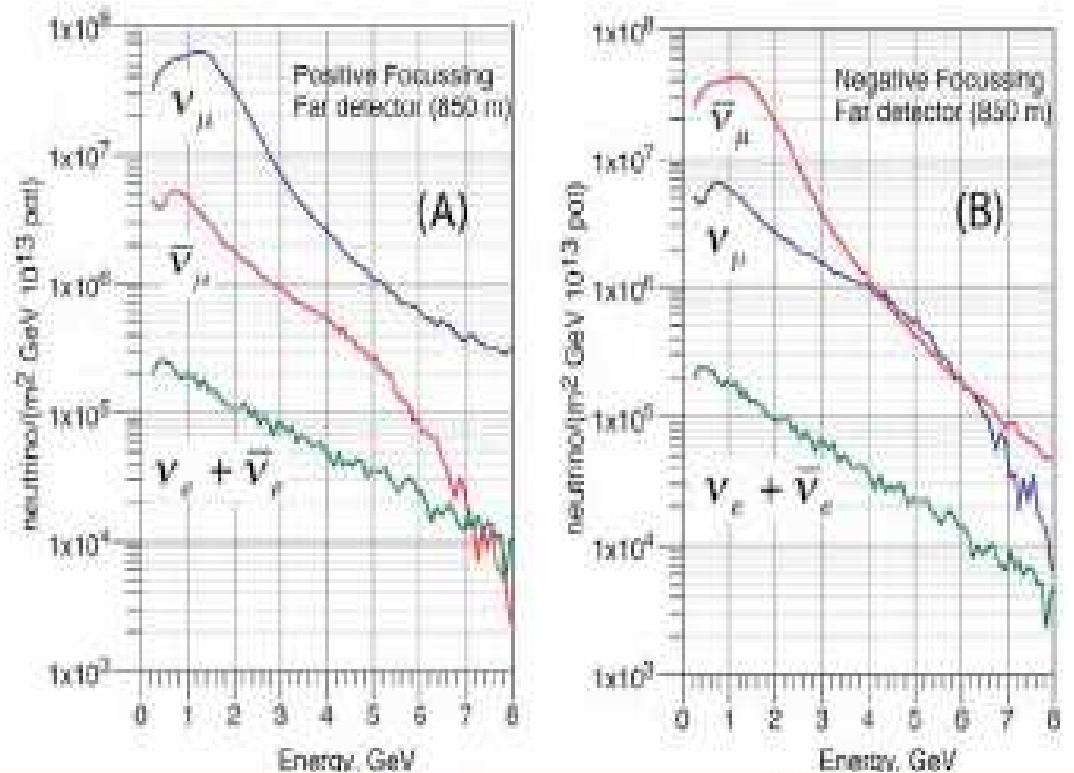 1x10⁸
1x10⁷
1x10⁶
1x10⁵
1x10⁴
1x10³
neutrino/(m² GeV 10¹³ pot)
Positive Focussing
Far detector (850 m)
(A)
ν_μ
ν̄_μ
ν_e + ν̄_e
0 1 2 3 4 5 6 7 8
Energy, GeV
1x10⁸
1x10⁷
1x10⁶
1x10⁵
1x10⁴
1x10³
neutrino/(m² GeV 10¹³ pot)
Negative Focussing
Far detector (850 m)
(B)
ν̄_μ
ν_μ
ν_e + ν̄_e
0 1 2 3 4 5 6 7 8
Energy, GeV